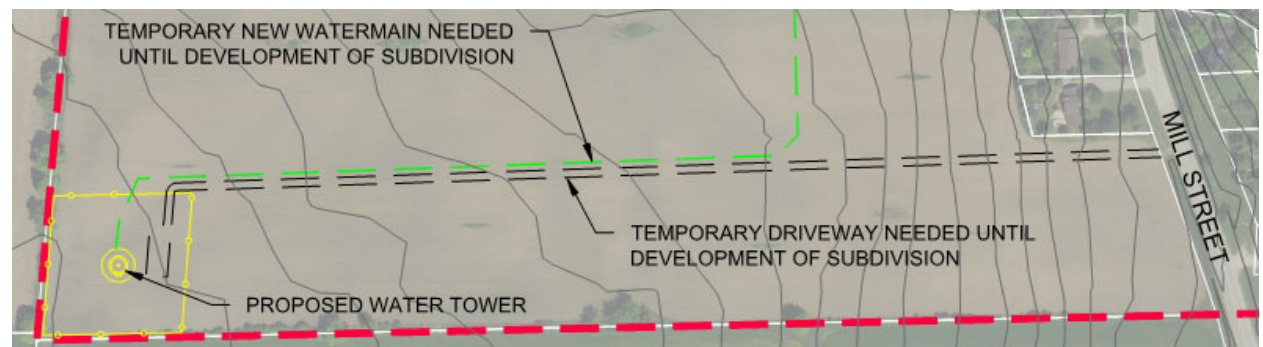 TEMPORARY NEW WATERMAIN NEEDED
UNTIL DEVELOPMENT OF SUBDIVISION
MILL STREET
TEMPORARY DRIVEWAY NEEDED UNTIL
DEVELOPMENT OF SUBDIVISION
PROPOSED WATER TOWER